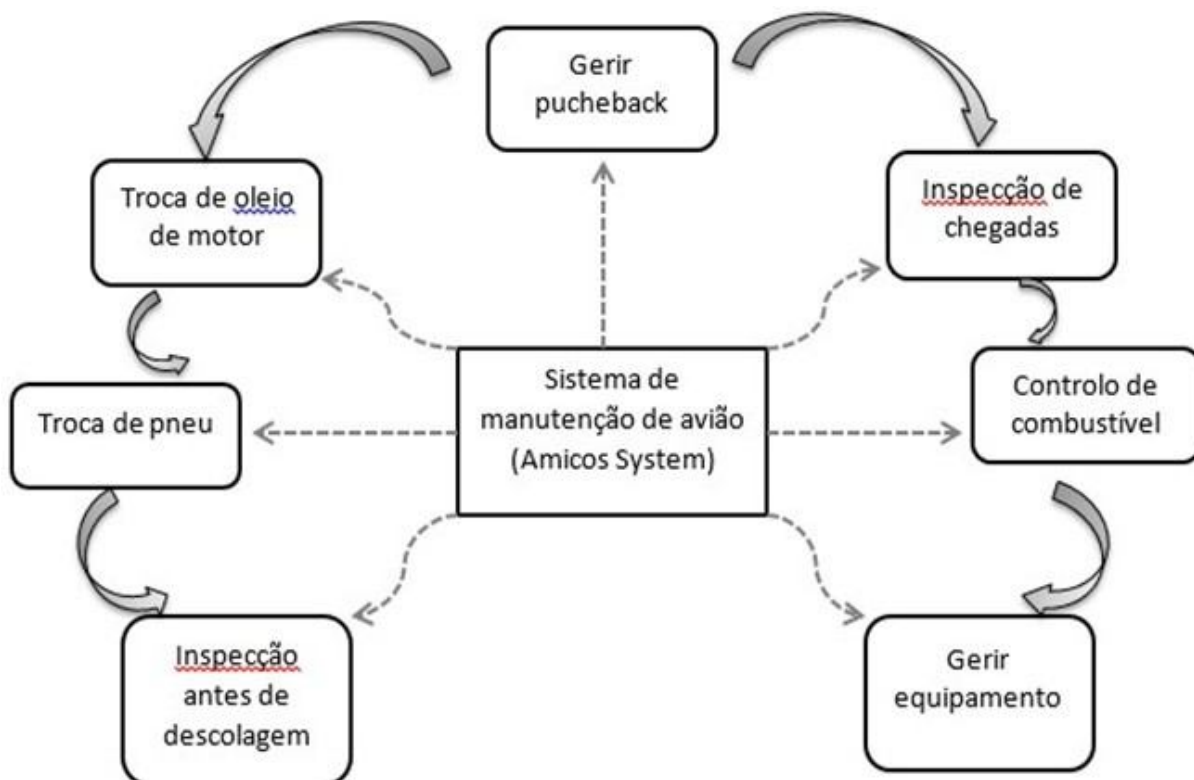 Gerir
pucheback
Troca de oleio
de motor
Inspecção de
chegadas
Sistema de
manutenção de avião
(Amicos System)
Troca de pneu
Controlo de
combustível
Inspecção
antes de
descolagem
Gerir
equipamento